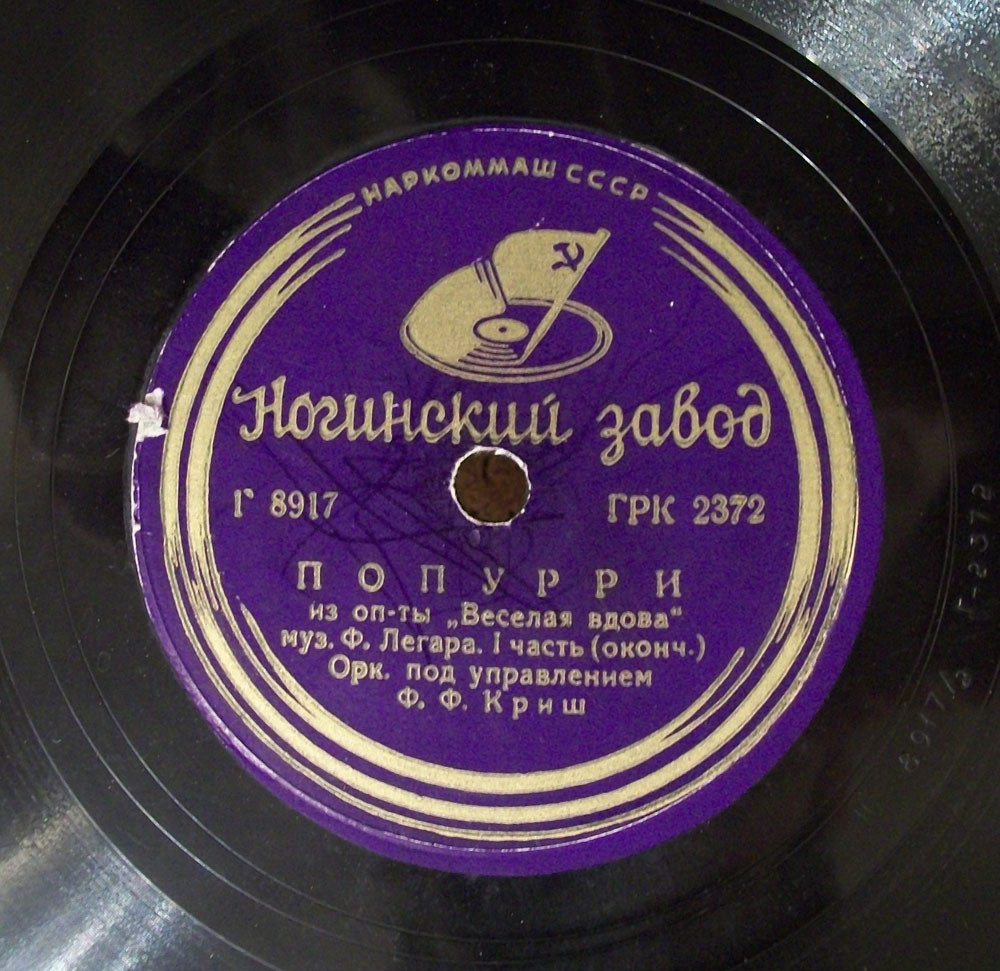 НАРКОММАШ СССР
Ногинский завод
Г 8917 ГРК 2372
ПОПУРРИ
из оп-ты „Веселая вдова“
муз. Ф. Легара. I часть (оконч.)
Орк. под управлением
Ф. Ф. Криш
Г-2372